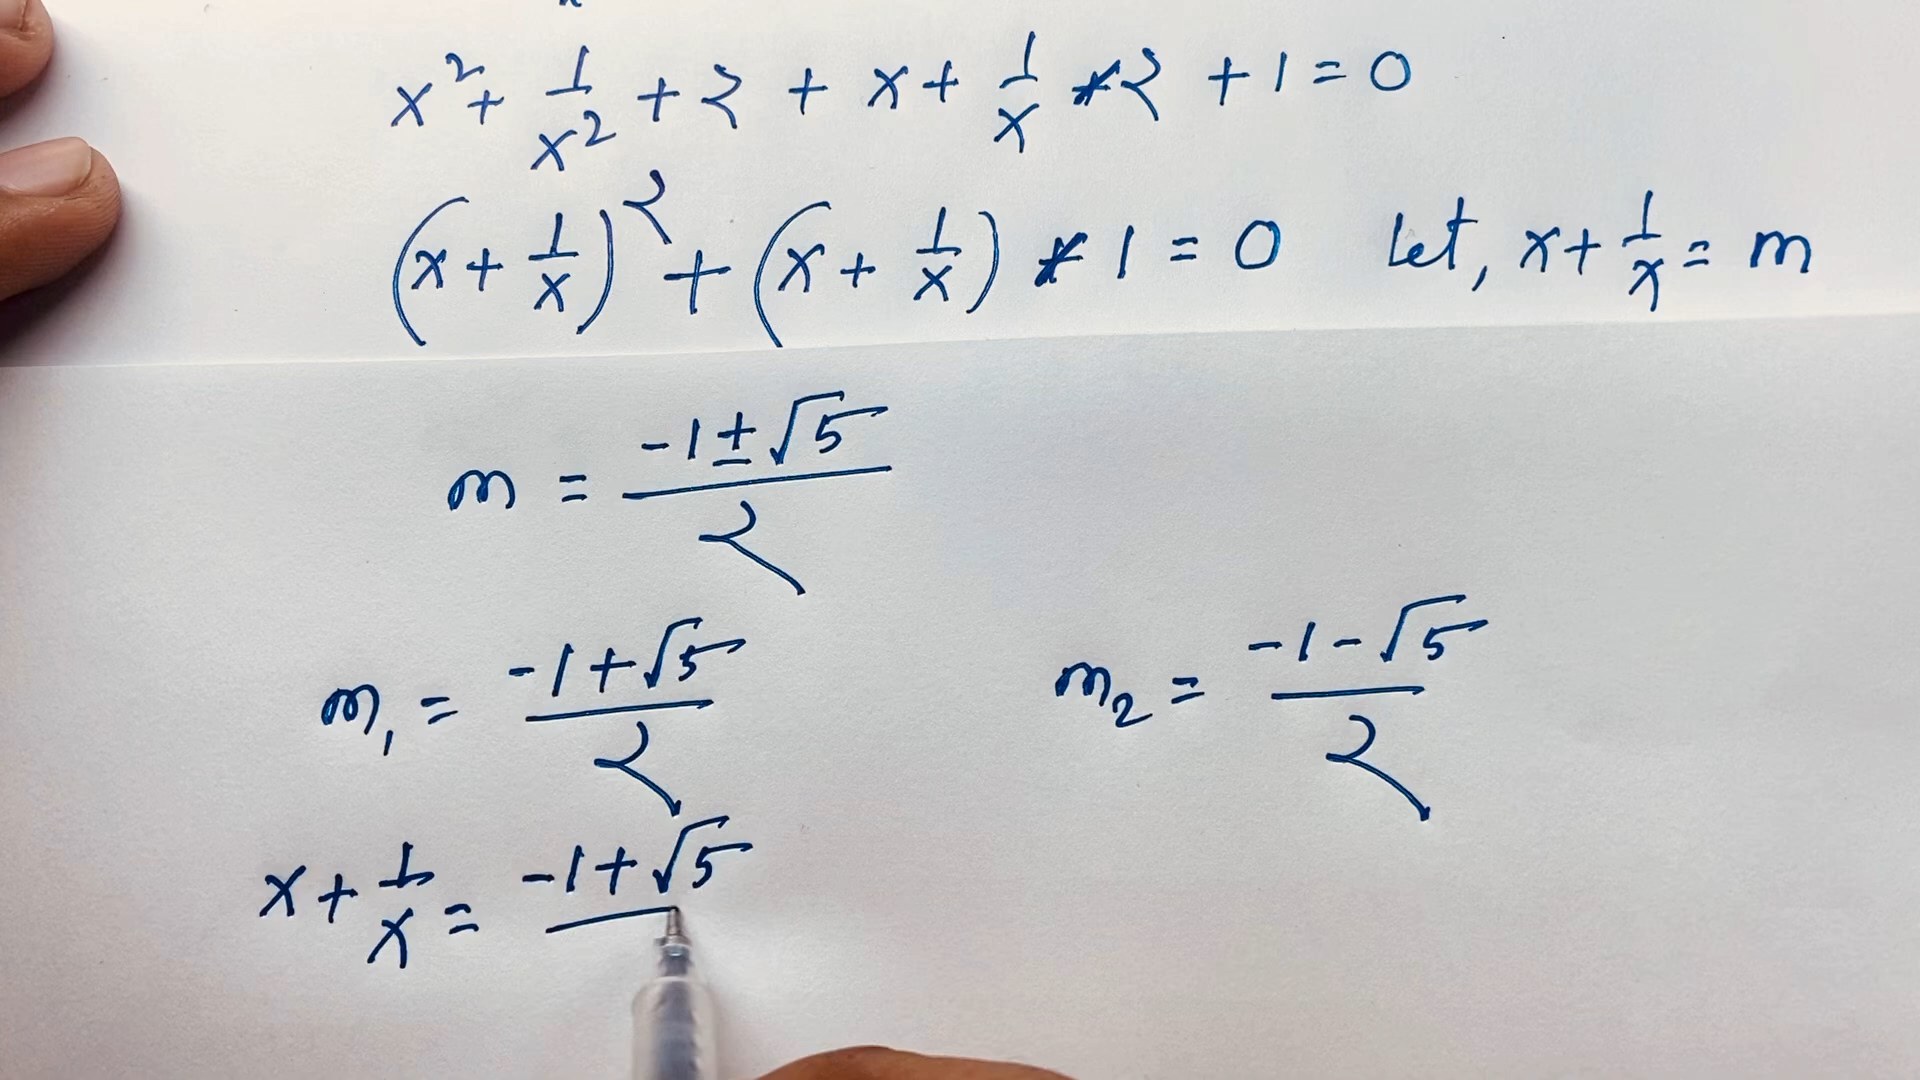 x² + 1/x² + 2 + x + 1/x - 2 + 1 = 0
(x + 1/x)² + (x + 1/x) - 1 = 0 let, x + 1/x = m
m = (-1 ± √5)/2
m₁ = (-1 + √5)/2 m₂ = (-1 - √5)/2
x + 1/x = -1 + √5